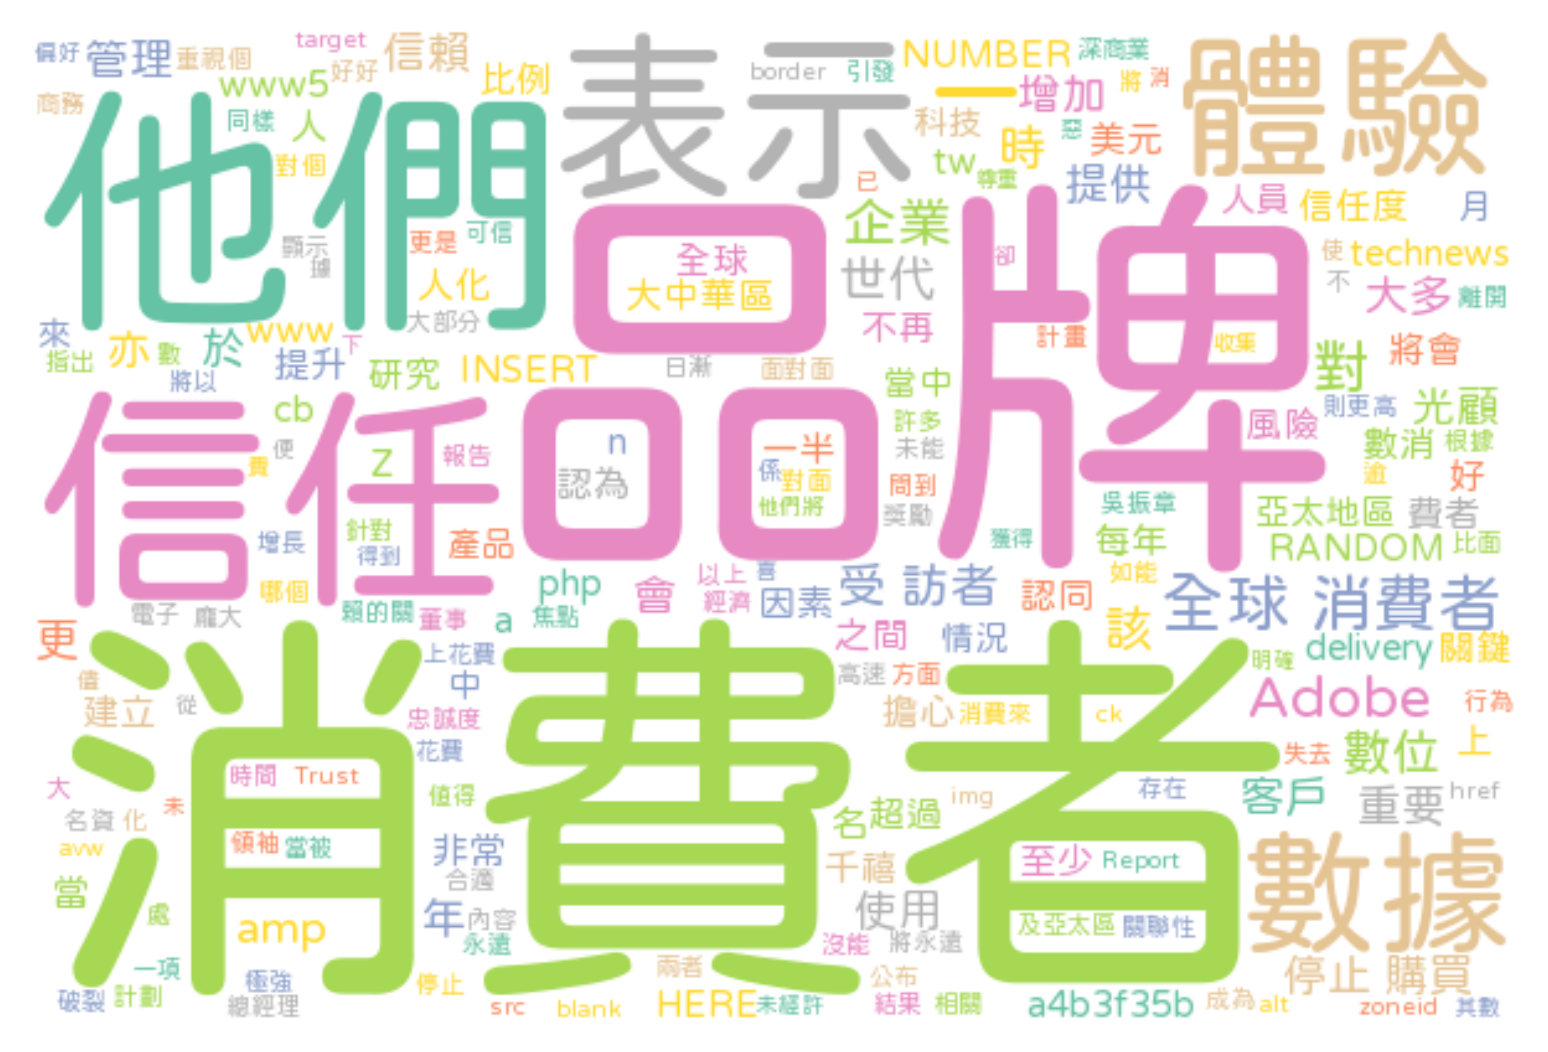 偏好 管理 重視個 target 信賴
www5 好好 比例
商務 同樣 人 對個
他們
表示
border 引發 NUMBER 深商業
一 增加 將 消
體驗
科技 時 惡 美元
tw 尊重 已 提供
企業 人員 信任度 月
顯示 據 更是 可信
人化 大部分
品牌
全球
大中華區
世代 不再 卻 計畫 收集
使 technews
不 大多 離開
來 亦 數 於 www 下
指出 將以 提升 研究 INSERT 日漸 面對面
當中 對 將會
信任
cb 便 費 Z 報告
n 認為
一半
係 對面
他們將
許多 未能 問到 獎勵
風險 則更高 光顧
數消 根據
逾 好
吳振章 亞太地區 費者
增長 針對 得到 產品
獲得 每年 RANDOM 比面
哪個 php 會 以上 喜 經濟 因素 受訪者 認同 如能 全球 消費者
電子 龐大 賴的關 董事 a 焦點
更 之間 情況 該 delivery 關鍵
消費者
上花費 中 高速 方面 明確
值 建立 從 忠誠度 擔心 消費來 ck Adobe 行為
花費 失去 數位 上
大 時間 Trust 值得 img 存在 客戶 重要 href
名資 化 未 名 超過
avw 領袖 當被 非常 合適 千禧 至少 Report
數據
當 處 amp 年 內容 使用 及亞太區 關聯性
永遠 沒能 將永遠
一項 極強 停止 兩者 公布 停止 購買
破裂 計劃 總經理 src blank HERE 未經許 結果 相關 a4b3f35b 成為 alt zoneid 其數